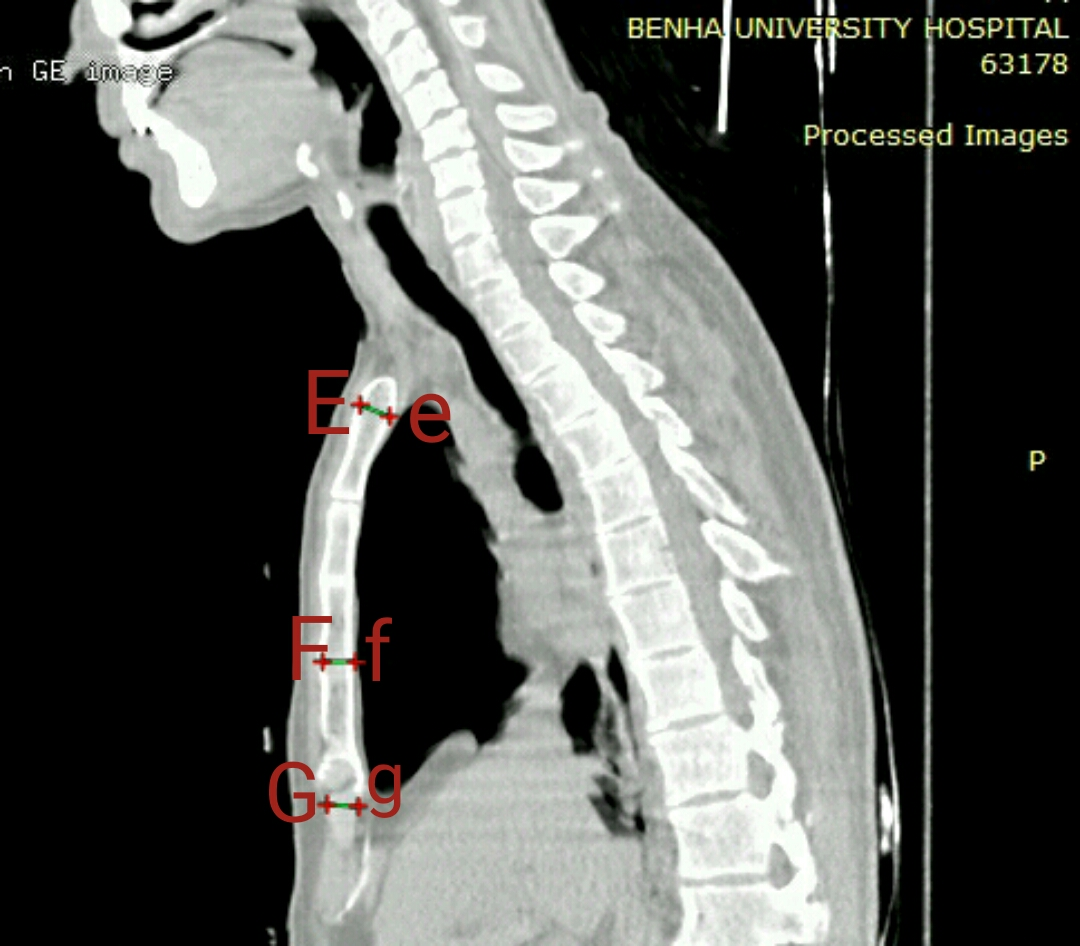 BENHA UNIVERSITY HOSPITAL
63178
n GE image
Processed Images
E e
P
F f
G g